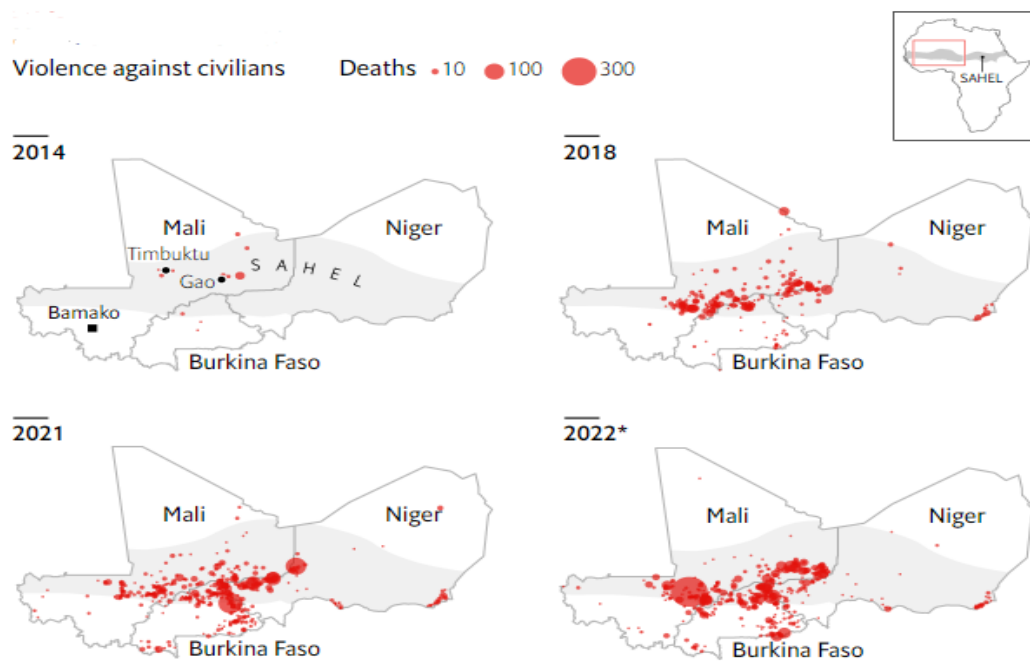 Violence against civilians Deaths 10 100 300
SAHEL
2014
Mali
Niger
Timbuktu
SAHEL
Gao
Bamako
Burkina Faso
2018
Mali
Niger
Burkina Faso
2021
Mali
Niger
Burkina Faso
2022*
Mali
Niger
Burkina Faso